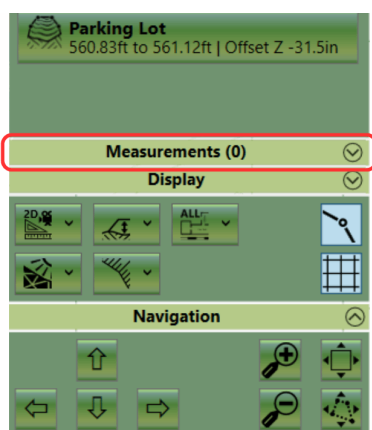 Parking Lot
560.83ft to 561.12ft | Offset Z -31.5in
Measurements (0)
Display
2D
ALL
Navigation